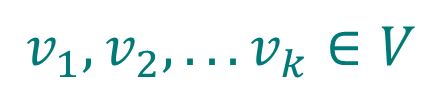 v₁, v₂, … vₖ ∈ V